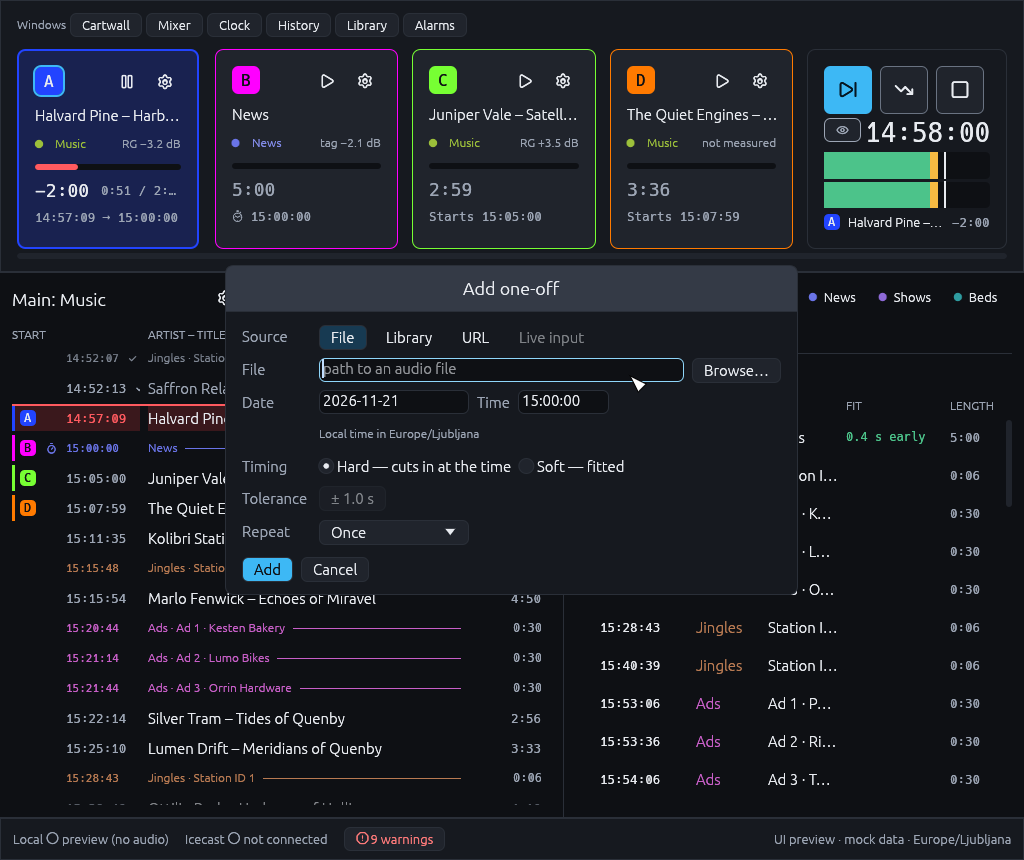 Windows Cartwall Mixer Clock History Library Alarms
A
Halvard Pine – Harb…
Music RG −3.2 dB
−2:00 0:51 / 2:…
14:57:09 → 15:00:00
B
News
News tag −2.1 dB
5:00
15:00:00
C
Juniper Vale – Satell…
Music RG +3.5 dB
2:59
Starts 15:05:00
D
The Quiet Engines – …
Music not measured
3:36
Starts 15:07:59
14:58:00
A Halvard Pine –… −2:00
Main: Music
START ARTIST – TITLE
14:52:07 Jingles · Statio
14:52:13 Saffron Rela
A 14:57:09 Halvard Pin
B 15:00:00 News
C 15:05:00 Juniper Val
D 15:07:59 The Quiet E
15:11:35 Kolibri Stati
15:15:48 Jingles · Statio
15:15:54 Marlo Fenwick – Echoes of Miravel 4:50
15:20:44 Ads · Ad 1 · Kesten Bakery 0:30
15:21:14 Ads · Ad 2 · Lumo Bikes 0:30
15:21:44 Ads · Ad 3 · Orrin Hardware 0:30
15:22:14 Silver Tram – Tides of Quenby 2:56
15:25:10 Lumen Drift – Meridians of Quenby 3:33
15:28:43 Jingles · Station ID 1 0:06
Add one-off
Source File Library URL Live input
File path to an audio file Browse…
Date 2026-11-21 Time 15:00:00
Local time in Europe/Ljubljana
Timing Hard — cuts in at the time Soft — fitted
Tolerance ± 1.0 s
Repeat Once
Add Cancel
News Shows Beds
FIT LENGTH
s 0.4 s early 5:00
on I… 0:06
· K… 0:30
· L… 0:30
· O… 0:30
15:28:43 Jingles Station I… 0:06
15:40:39 Jingles Station I… 0:06
15:53:06 Ads Ad 1 · P… 0:30
15:53:36 Ads Ad 2 · Ri… 0:30
15:54:06 Ads Ad 3 · T… 0:30
Local preview (no audio) Icecast not connected 9 warnings UI preview · mock data · Europe/Ljubljana